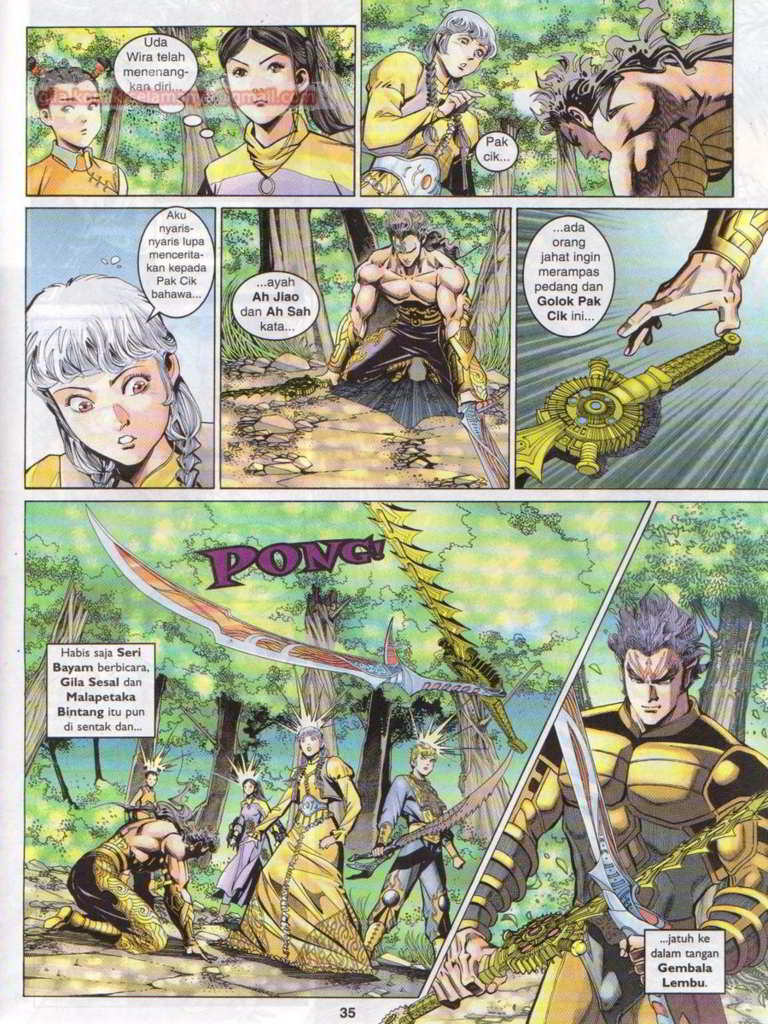 Uda
Wira telah
menenang-
kan diri...
Pak
cik...
Aku
nyaris-
nyaris lupa
mencerita-
kan kepada
Pak Cik
bahawa...
...ayah
Ah Jiao
dan Ah Sah
kata...
...ada
orang
jahat ingin
merampas
pedang dan
Golok Pak
Cik ini...
PONG!
Habis saja Seri
Bayam berbicara,
Gila Sesal dan
Malapetaka
Bintang itu pun
di sentak dan...
...jatuh ke
dalam tangan
Gembala
Lembu.
35